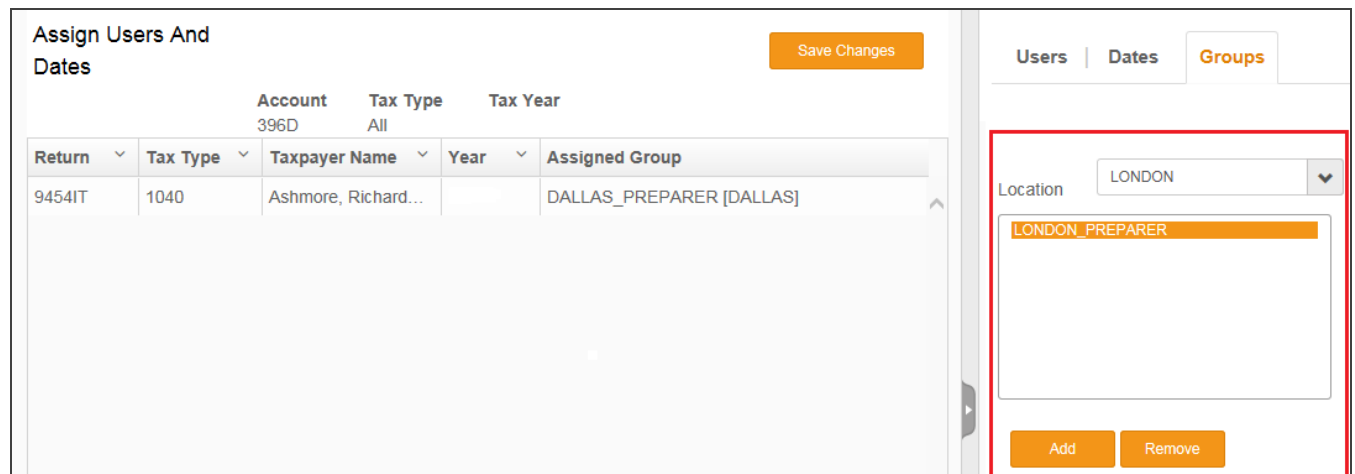 Assign Users And
Dates
Save Changes
Account Tax Type Tax Year
396D All
Return Tax Type Taxpayer Name Year Assigned Group
9454IT 1040 Ashmore, Richard... DALLAS_PREPARER [DALLAS]
Users | Dates Groups
Location LONDON
LONDON_PREPARER
Add Remove